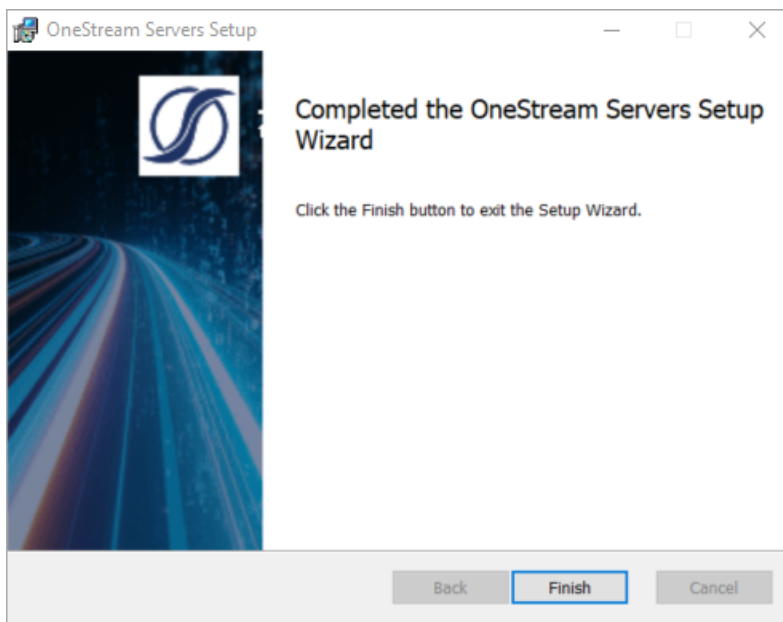 OneStream Servers Setup
Completed the OneStream Servers Setup
Wizard
Click the Finish button to exit the Setup Wizard.
Back
Finish
Cancel